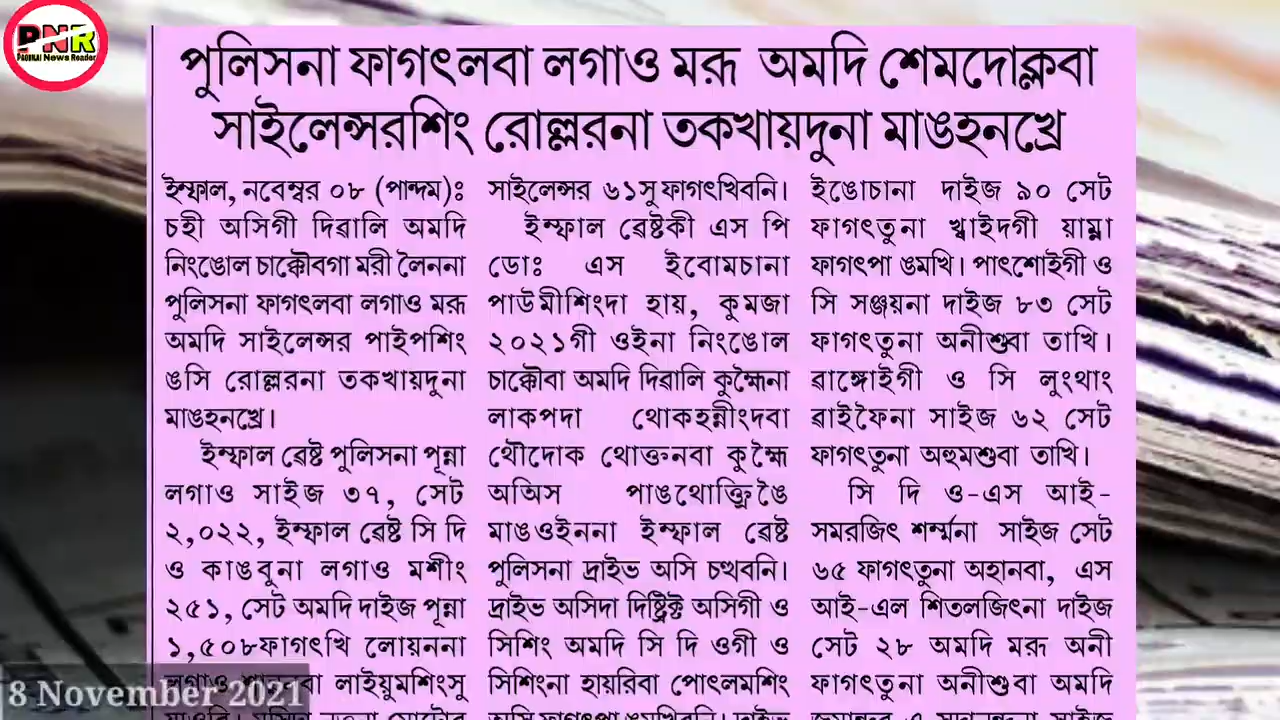 PNR
PAODKAI News Reader
পুলিসনা ফাগৎলবা লগাও মরূ অমদি শেমদোক্লবা
সাইলেন্সরশিং রোল্লরনা তকখায়দুনা মাঙহনখ্রে
ইম্ফাল, নবেম্বর ০৮ (পান্দম)ঃ
চহী অসিগী দিৱালি অমদি
নিংঙোল চাক্কৌবগা মরী লৈননা
পুলিসনা ফাগৎলবা লগাও মরূ
অমদি সাইলেন্সর পাইপশিং
ঙসি রোল্লরনা তকখায়দুনা
মাঙহনখ্রে।
ইম্ফাল ৱেষ্ট পুলিসনা পূন্না
লগাও সাইজ ৩৭, সেট
২,০২২, ইম্ফাল ৱেষ্ট সি দি
ও কাঙবুনা লগাও মশীং
২৫১, সেট অমদি দাইজ পূন্না
১,৫০৮ফাগৎখি লোয়ননা
লগাও বা লাইয়ুমশিংসু
সাইলেন্সর ৬১সু ফাগৎখিবনি।
ইম্ফাল ৱেষ্টকী এস পি
ডোঃ এস ইবোমচানা
পাউমীশিংদা হায়, কুমজা
২০২১গী ওইনা নিংঙোল
চাক্কৌবা অমদি দিৱালি কুহ্মৈনা
লাকপদা থোকহন্নীংদবা
থৌদোক থোক্তনবা কুহ্মৈ
অসিস পাঙথোক্ত্রিঙৈ
মাঙওইননা ইম্ফাল ৱেষ্ট
পুলিসনা দ্রাইভ অসি চত্থবনি।
দ্রাইভ অসিদা দিষ্ট্রিক্ট অসিগী ও
সিশিং অমদি সি দি ওগী ও
সিশিংনা হায়রিবা পোৎলমশিং
ইঙোচানা দাইজ ৯০ সেট
ফাগৎতুনা খ্বাইদগী য়াম্না
ফাগৎপা ঙমখি। পাৎশোইগী ও
সি সঞ্জয়না দাইজ ৮৩ সেট
ফাগৎতুনা অনীশুবা তাখি।
ৱাঙ্গোইগী ও সি লুংথাং
ৱাইফৈনা সাইজ ৬২ সেট
ফাগৎতুনা অহুমশুবা তাখি।
সি দি ও-এস আই-
সমরজিৎ শর্ম্মনা সাইজ সেট
৬৫ ফাগৎতুনা অহানবা, এস
আই-এল শিতলজিৎনা দাইজ
সেট ২৮ অমদি মরূ অনী
ফাগৎতুনা অনীশুবা অমদি
8 November 2021